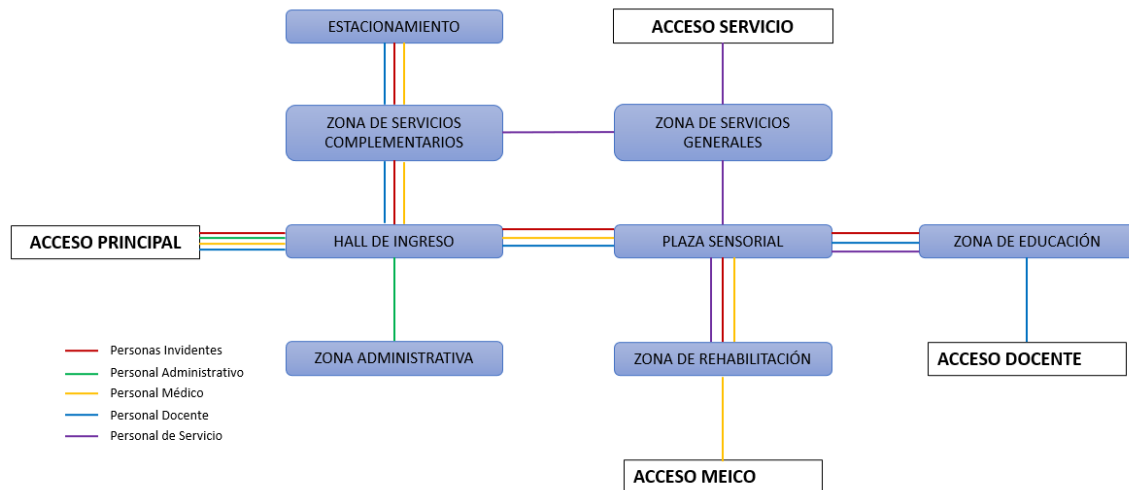 ESTACIONAMIENTO
ACCESO SERVICIO
ZONA DE SERVICIOS
COMPLEMENTARIOS
ZONA DE SERVICIOS
GENERALES
ACCESO PRINCIPAL
HALL DE INGRESO
PLAZA SENSORIAL
ZONA DE EDUCACIÓN
ZONA ADMINISTRATIVA
ZONA DE REHABILITACIÓN
ACCESO DOCENTE
Personas Invidentes
Personal Administrativo
Personal Médico
Personal Docente
Personal de Servicio
ACCESO MEICO